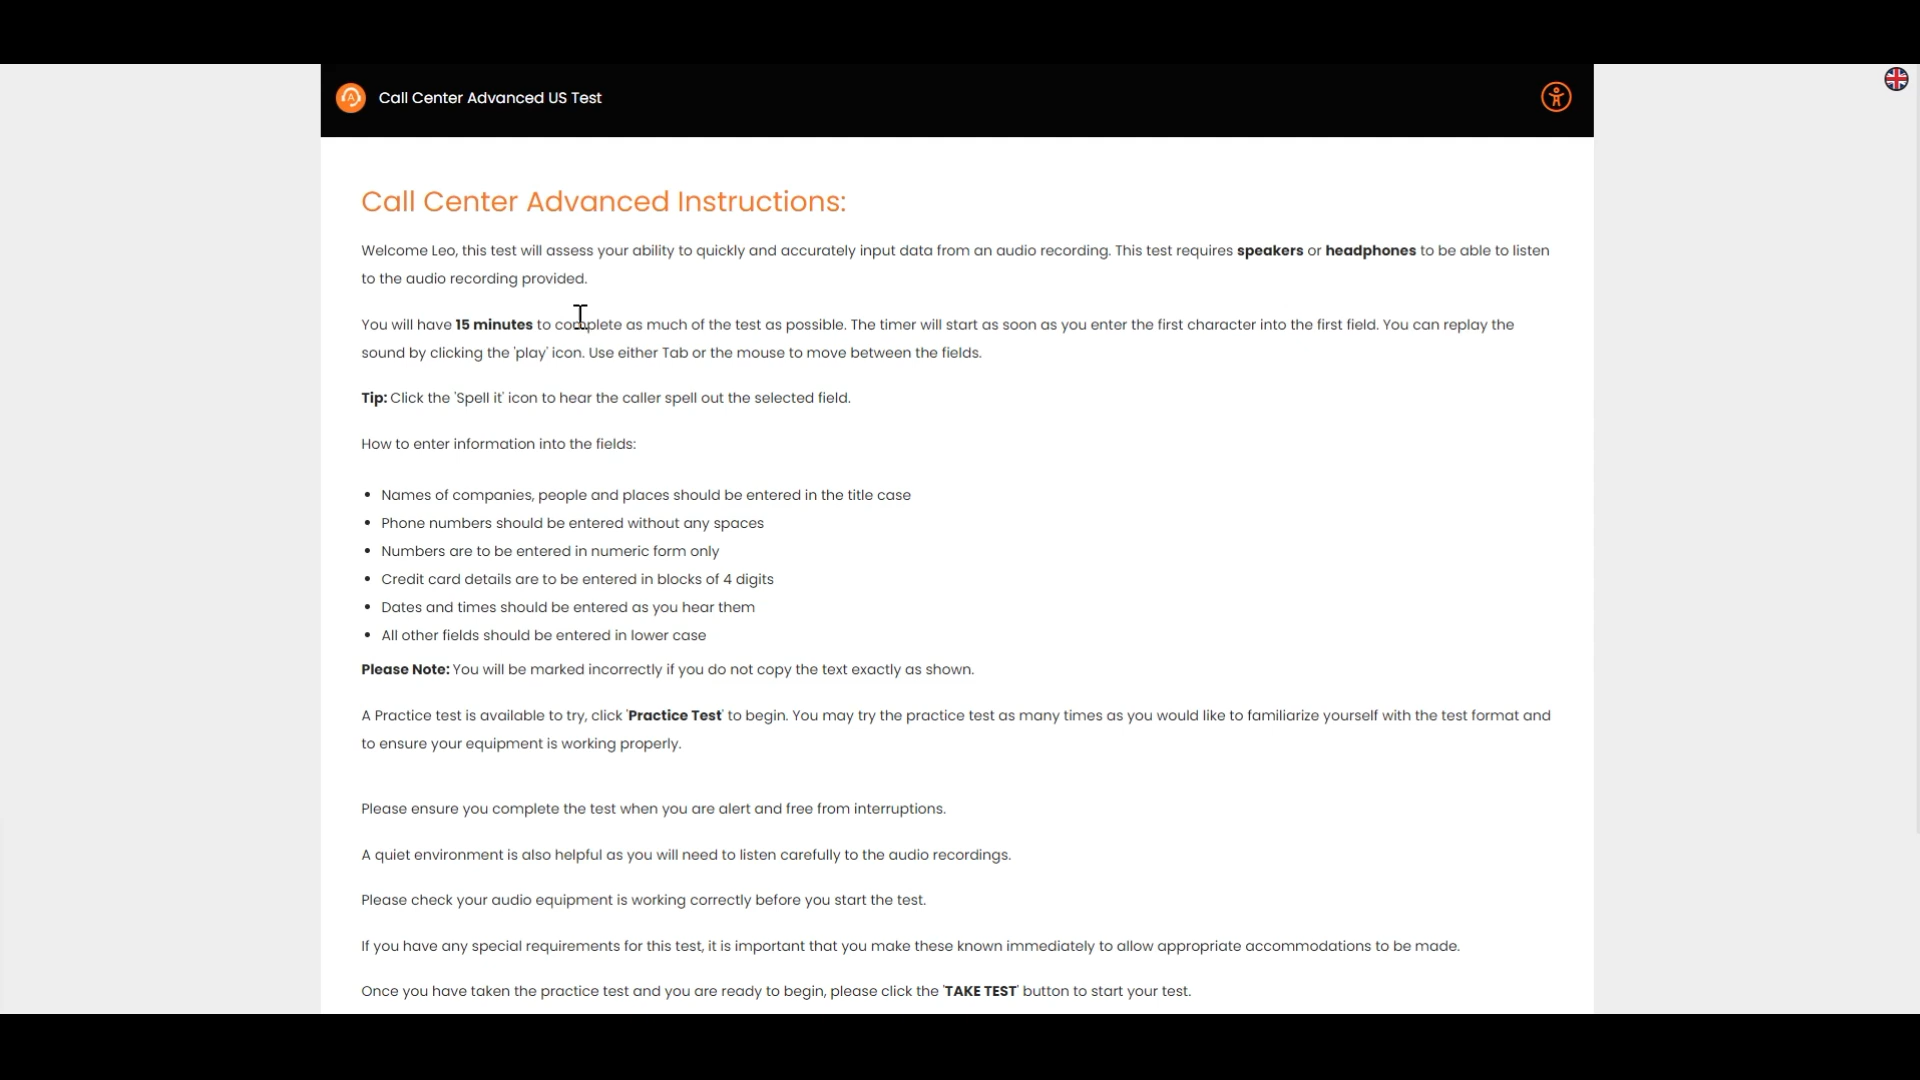 Call Center Advanced US Test
Call Center Advanced Instructions:
Welcome Leo, this test will assess your ability to quickly and accurately input data from an audio recording. This test requires speakers or headphones to be able to listen
to the audio recording provided.
You will have 15 minutes to complete as much of the test as possible. The timer will start as soon as you enter the first character into the first field. You can replay the
sound by clicking the 'play' icon. Use either Tab or the mouse to move between the fields.
Tip: Click the 'Spell it' icon to hear the caller spell out the selected field.
How to enter information into the fields:
• Names of companies, people and places should be entered in the title case
• Phone numbers should be entered without any spaces
• Numbers are to be entered in numeric form only
• Credit card details are to be entered in blocks of 4 digits
• Dates and times should be entered as you hear them
• All other fields should be entered in lower case
Please Note: You will be marked incorrectly if you do not copy the text exactly as shown.
A Practice test is available to try, click 'Practice Test' to begin. You may try the practice test as many times as you would like to familiarize yourself with the test format and
to ensure your equipment is working properly.
Please ensure you complete the test when you are alert and free from interruptions.
A quiet environment is also helpful as you will need to listen carefully to the audio recordings.
Please check your audio equipment is working correctly before you start the test.
If you have any special requirements for this test, it is important that you make these known immediately to allow appropriate accommodations to be made.
Once you have taken the practice test and you are ready to begin, please click the 'TAKE TEST' button to start your test.